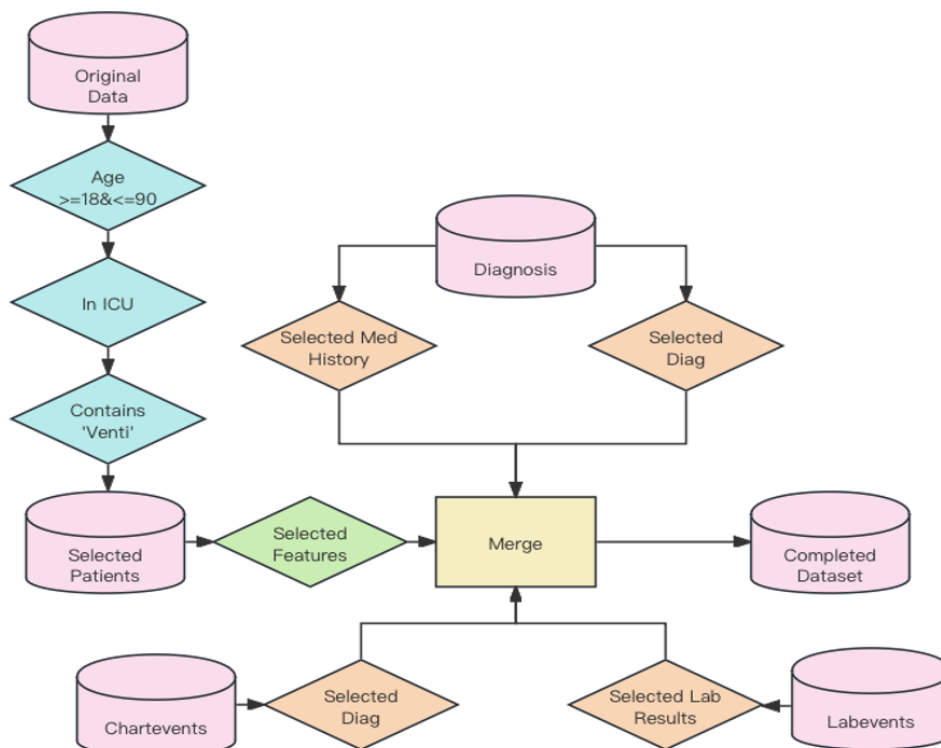 Original
Data
Age
>=18&<=90
In ICU
Contains
'Venti'
Selected
Patients
Selected
Features
Diagnosis
Selected Med
History
Selected
Diag
Merge
Completed
Dataset
Chartevents
Selected
Diag
Selected Lab
Results
Labevents